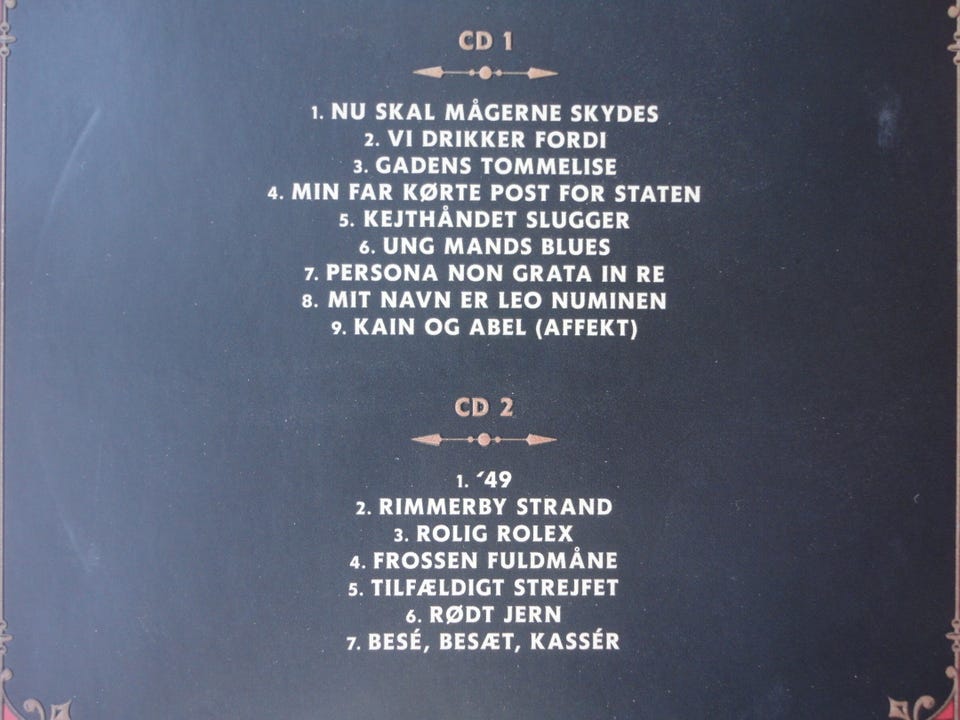 CD 1
1. NU SKAL MÅGERNE SKYDES
2. VI DRIKKER FORDI
3. GADENS TOMMELISE
4. MIN FAR KØRTE POST FOR STATEN
5. KEJTHÅNDET SLUGGER
6. UNG MANDS BLUES
7. PERSONA NON GRATA IN RE
8. MIT NAVN ER LEO NUMINEN
9. KAIN OG ABEL (AFFEKT)
CD 2
1. ´49
2. RIMMERBY STRAND
3. ROLIG ROLEX
4. FROSSEN FULDMÅNE
5. TILFÆLDIGT STREJFET
6. RØDT JERN
7. BESÉ, BESÆT, KASSÉR